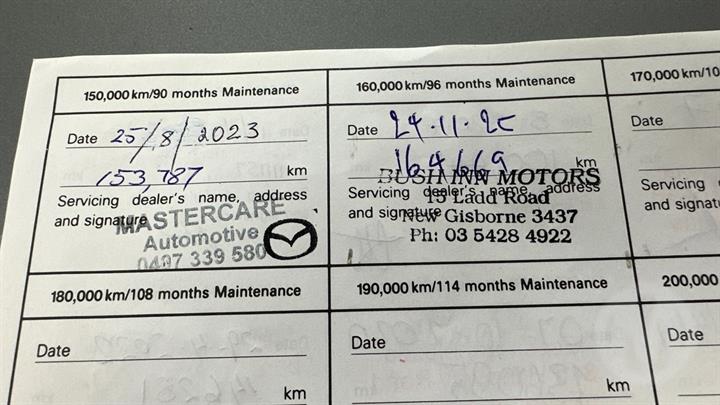 150,000 km/90 months Maintenance
Date 25/8/2023
153,787 km
Servicing dealer's name, address
and signature
MASTERCARE
Automotive
0407 339 580
160,000 km/96 months Maintenance
Date 24.11.25
164669 km
Servicing dealer's name, address
and signature
BUSH INN MOTORS
15 Ladd Road
New Gisborne 3437
Ph: 03 5428 4922
170,000 km/10
Date
Servicing
and signat
180,000 km/108 months Maintenance
Date
km
190,000 km/114 months Maintenance
Date
km
200,000
Date